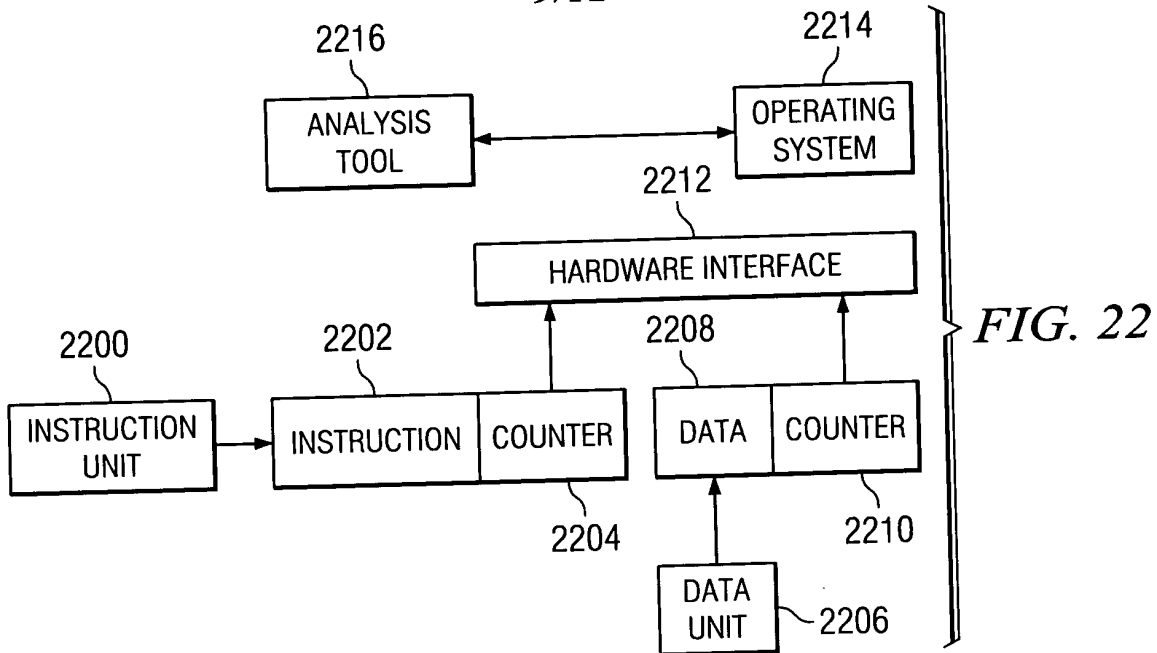 2216
2214
ANALYSIS
TOOL
OPERATING
SYSTEM
2212
HARDWARE INTERFACE
FIG. 22
2200
2202
2208
INSTRUCTION
UNIT
INSTRUCTION
COUNTER
DATA
COUNTER
2204
2210
DATA
UNIT
2206